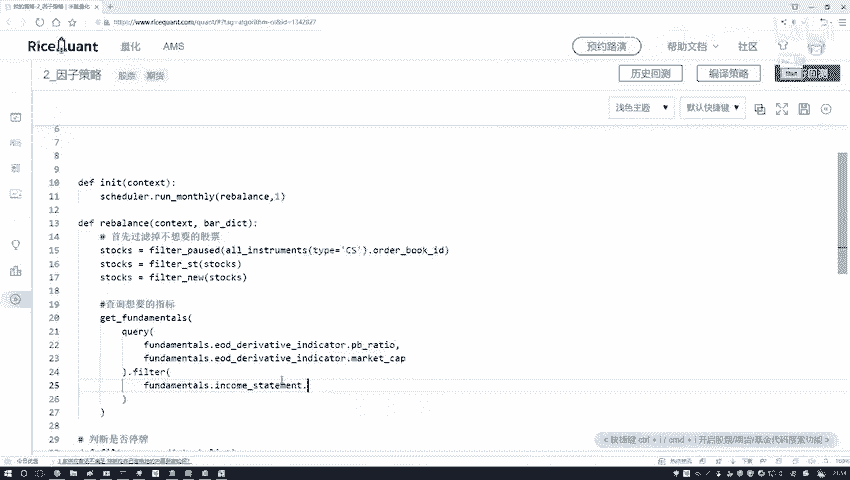 https://www.ricequant.com/quant/
RiceQuant 量化 AMS 预约路演 帮助文档 社区
2_因子策略 股票 期货 历史回测 编译策略
浅色主题 默认快捷键
6
7
8
9
10 def init(context):
11 scheduler.run_monthly(rebalance,1)
12
13 def rebalance(context, bar_dict):
14 # 首先过滤掉不想要的股票
15 stocks = filter_paused(all_instruments(type='CS').order_book_id)
16 stocks = filter_st(stocks)
17 stocks = filter_new(stocks)
18
19 #查询想要的指标
20 get_fundamentals(
21 query(
22 fundamentals.eod_derivative_indicator.pb_ratio,
23 fundamentals.eod_derivative_indicator.market_cap
24 ).filter(
25 fundamentals.income_statement.
26 )
27 )
28
29 # 判断是否停牌
< 快捷键 ctrl + i / cmd + i 开启股票/期货/基金代码搜索功能 >